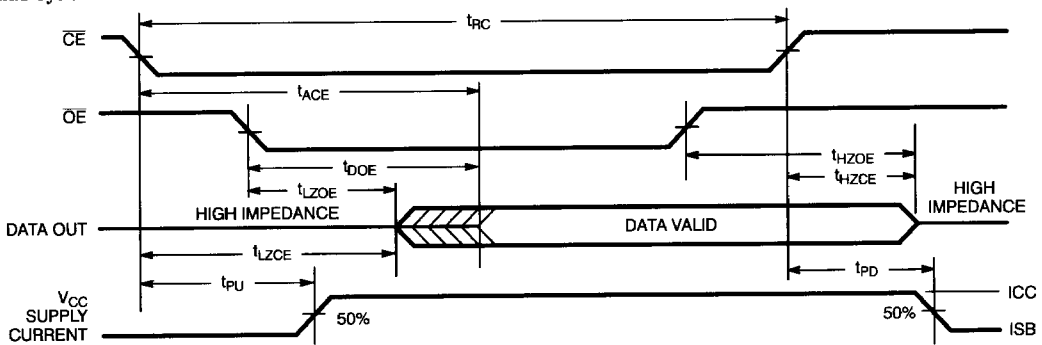 tRC
CE
tACE
OE
tHZOE
tDOE
tHZCE
tLZOE
HIGH
IMPEDANCE
HIGH IMPEDANCE
DATA OUT
DATA VALID
tLZCE
tPU
tPD
VCC
SUPPLY
CURRENT
50%
50%
ICC
ISB